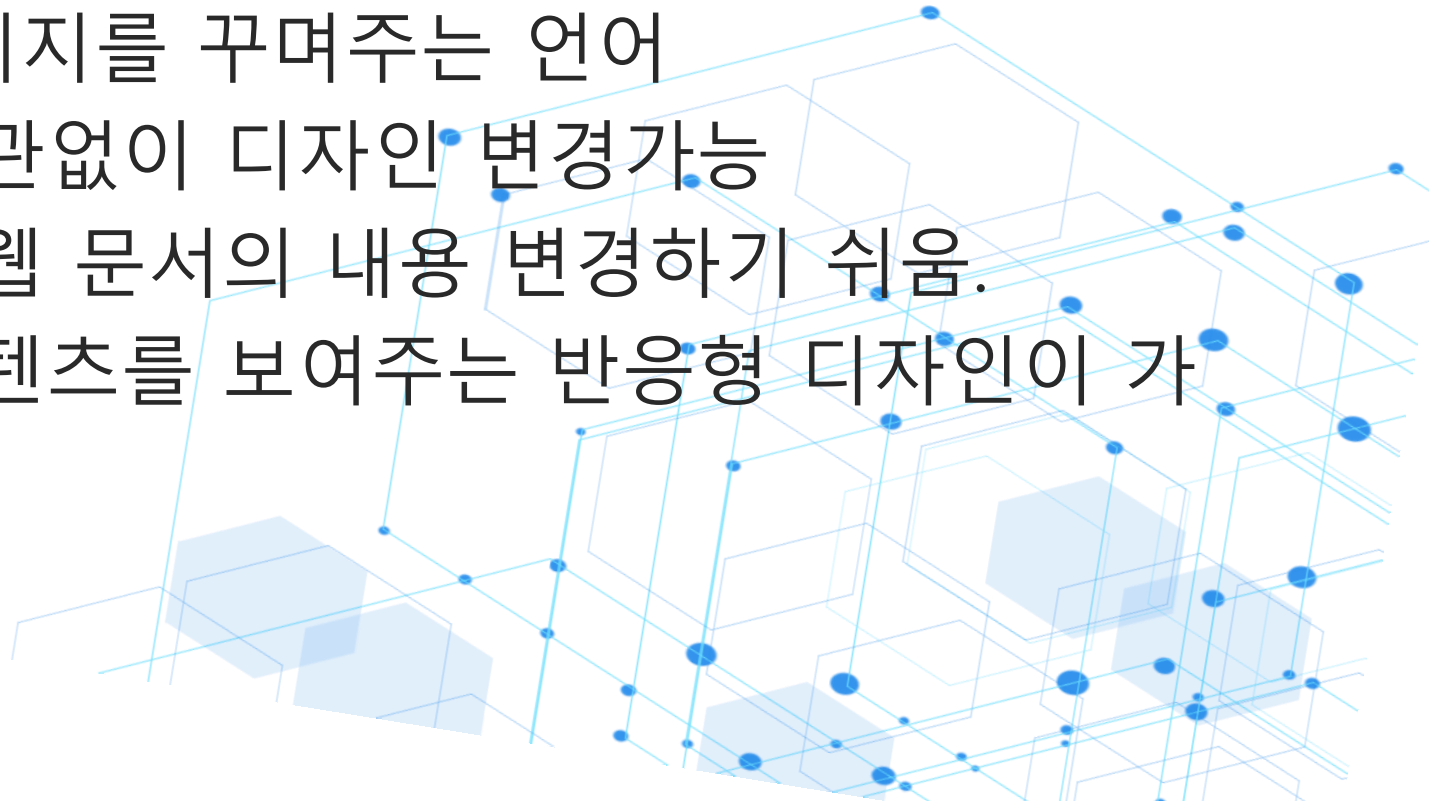 지를 꾸며주는 언어
없이 디자인 변경가능
웹 문서의 내용 변경하기 쉬움.
텐츠를 보여주는 반응형 디자인이 가